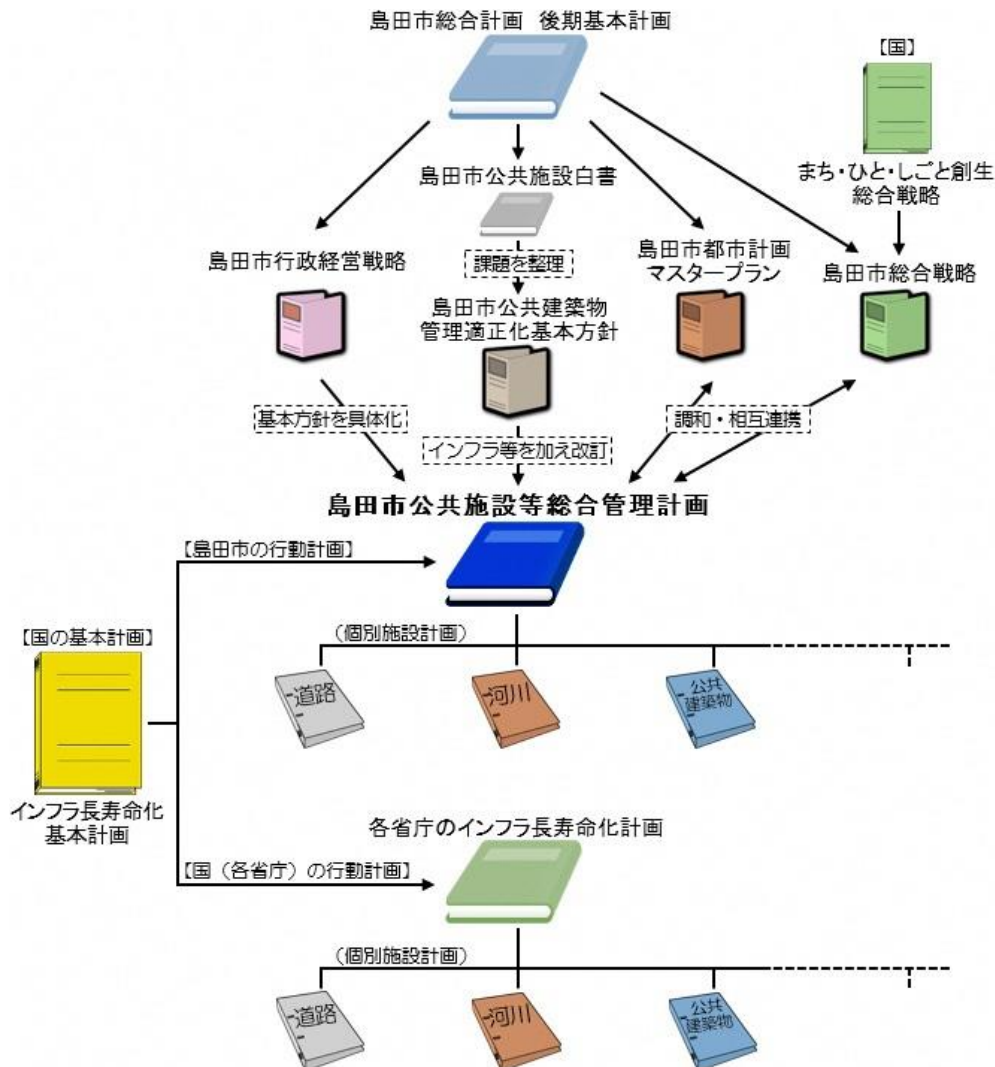 島田市総合計画　後期基本計画
【国】
まち・ひと・しごと創生
総合戦略
島田市公共施設白書
島田市行政経営戦略
課題を整理
島田市都市計画
マスタープラン
島田市総合戦略
島田市公共建築物
管理適正化基本方針
基本方針を具体化
インフラ等を加え改訂
調和・相互連携
島田市公共施設等総合管理計画
【島田市の行動計画】
（個別施設計画）
【国の基本計画】
道路
河川
公共
建築物
インフラ長寿命化
基本計画
各省庁のインフラ長寿命化計画
【国（各省庁）の行動計画】
（個別施設計画）
道路
河川
公共
建築物